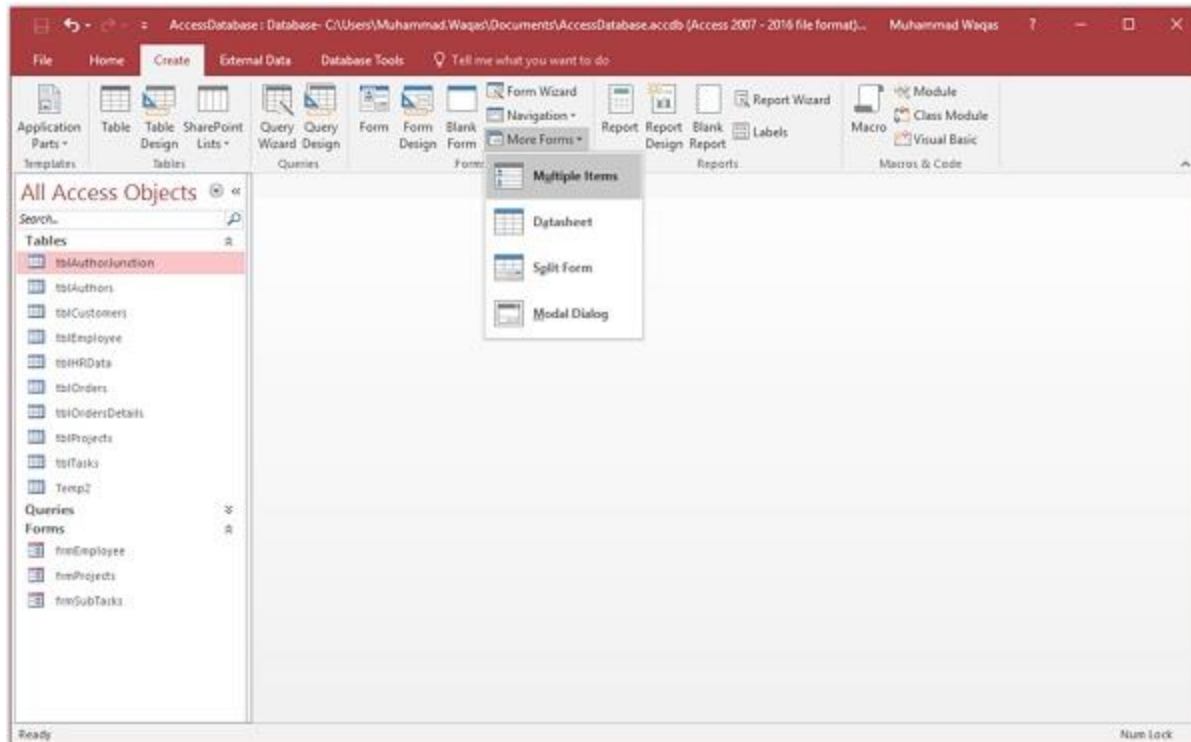 AccessDatabase : Database- C:\Users\Muhammad.Waqas\Documents\AccessDatabase.accdb (Access 2007 - 2016 file format)... Muhammad Waqas ?
File Home Create External Data Database Tools Tell me what you want to do
Application Parts
Table
Table Design
SharePoint Lists
Query Wizard
Query Design
Form
Form Design
Blank Form
Form Wizard
Navigation
More Forms
Report
Report Design
Blank Report
Report Wizard
Labels
Macro
Module
Class Module
Visual Basic
Templates Tables Queries Forms Reports Macros & Code
Multiple Items
Datasheet
Split Form
Modal Dialog
All Access Objects
Search...
Tables
tblAuthorJunction
tblAuthors
tblCustomers
tblEmployee
tblHRData
tblOrders
tblOrdersDetails
tblProjects
tblTasks
Temp2
Queries
Forms
frmEmployee
frmProjects
frmSubTasks
Ready Num Lock